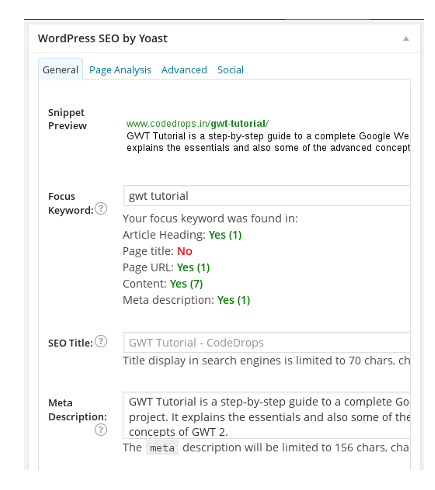 WordPress SEO by Yoast
General Page Analysis Advanced Social
Snippet
Preview
www.codedrops.in/gwt-tutorial/
GWT Tutorial is a step-by-step guide to a complete Google We
explains the essentials and also some of the advanced concept
Focus
Keyword: ?
gwt tutorial
Your focus keyword was found in:
Article Heading: Yes (1)
Page title: No
Page URL: Yes (1)
Content: Yes (7)
Meta description: Yes (1)
SEO Title: ?
GWT Tutorial - CodeDrops
Title display in search engines is limited to 70 chars, ch
Meta
Description:
?
GWT Tutorial is a step-by-step guide to a complete Go
project. It explains the essentials and also some of the
concepts of GWT 2.
The meta description will be limited to 156 chars, cha